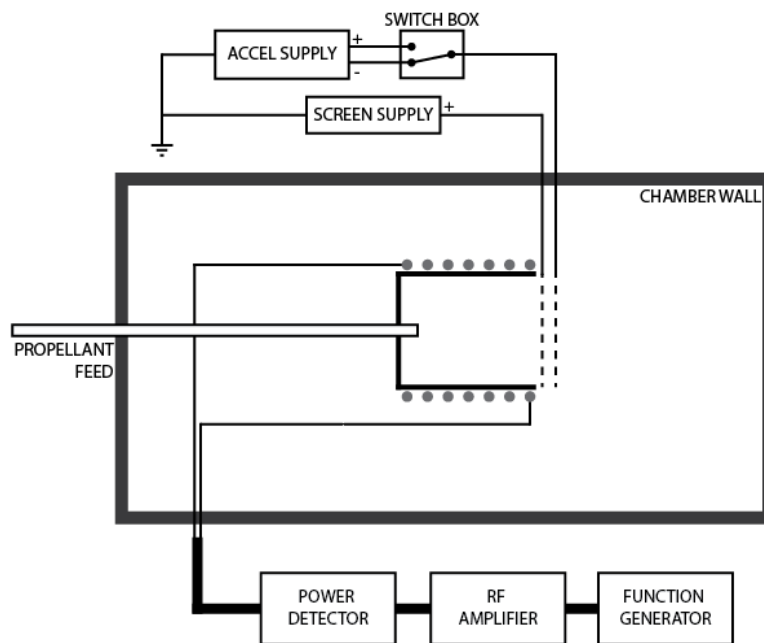 SWITCH BOX
ACCEL SUPPLY
+
-
SCREEN SUPPLY
+
CHAMBER WALL
PROPELLANT
FEED
POWER
DETECTOR
RF
AMPLIFIER
FUNCTION
GENERATOR